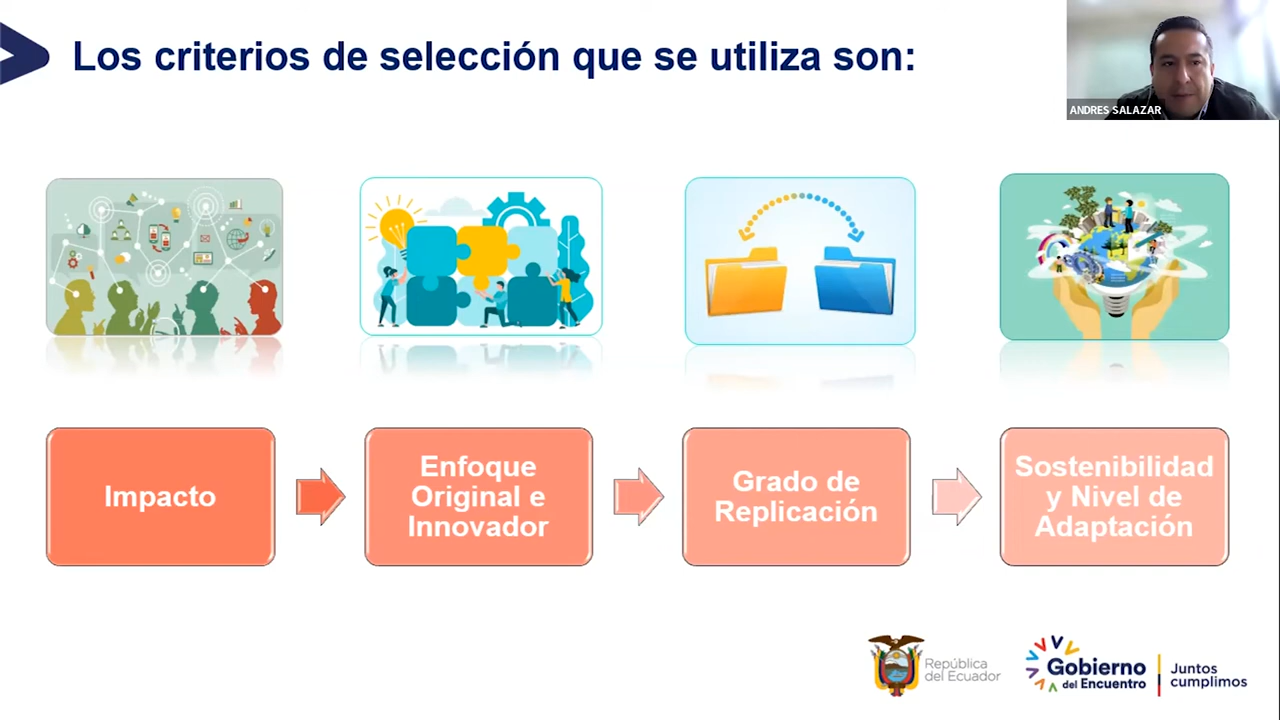 Los criterios de selección que se utiliza son:
ANDRES SALAZAR
Impacto
Enfoque
Original e
Innovador
Grado de
Replicación
Sostenibilidad
y Nivel de
Adaptación
República
del Ecuador
Gobierno
del Encuentro
Juntos
cumplimos